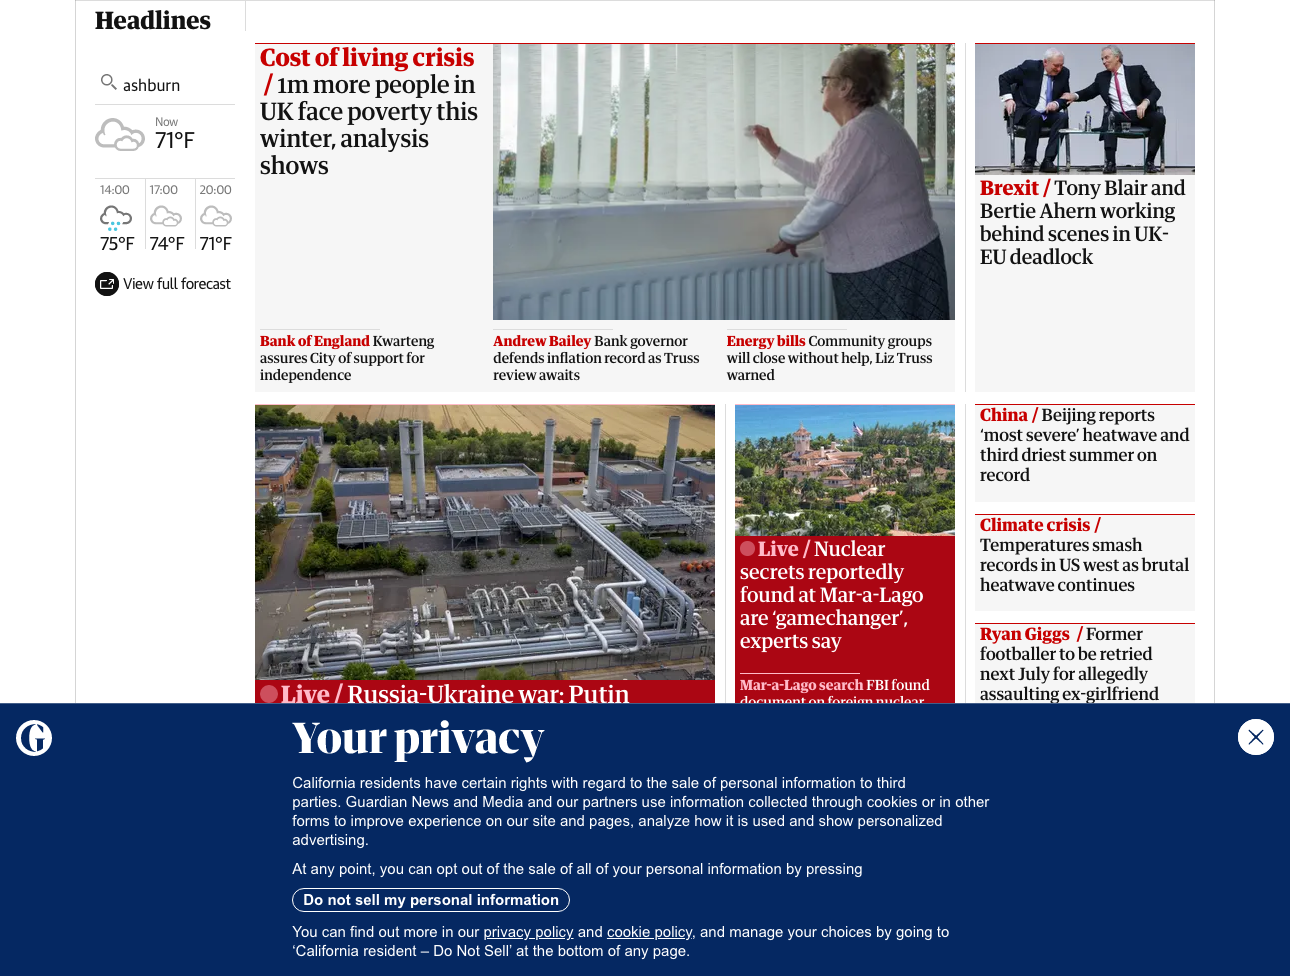 Headlines
ashburn
Now
71°F
14:00
17:00
20:00
75°F
74°F
71°F
View full forecast
Cost of living crisis
/ 1m more people in
UK face poverty this
winter, analysis
shows
Bank of England Kwarteng
assures City of support for
independence
Andrew Bailey Bank governor
defends inflation record as Truss
review awaits
Energy bills Community groups
will close without help, Liz Truss
warned
Brexit / Tony Blair and
Bertie Ahern working
behind scenes in UK-
EU deadlock
Live / Russia-Ukraine war: Putin
Live / Nuclear
secrets reportedly
found at Mar-a-Lago
are ‘gamechanger’,
experts say
Mar-a-Lago search FBI found
document on foreign nuclear
China / Beijing reports
‘most severe’ heatwave and
third driest summer on
record
Climate crisis /
Temperatures smash
records in US west as brutal
heatwave continues
Ryan Giggs / Former
footballer to be retried
next July for allegedly
assaulting ex-girlfriend
G
Your privacy
California residents have certain rights with regard to the sale of personal information to third
parties. Guardian News and Media and our partners use information collected through cookies or in other
forms to improve experience on our site and pages, analyze how it is used and show personalized
advertising.
At any point, you can opt out of the sale of all of your personal information by pressing
Do not sell my personal information
You can find out more in our privacy policy and cookie policy, and manage your choices by going to
‘California resident – Do Not Sell’ at the bottom of any page.